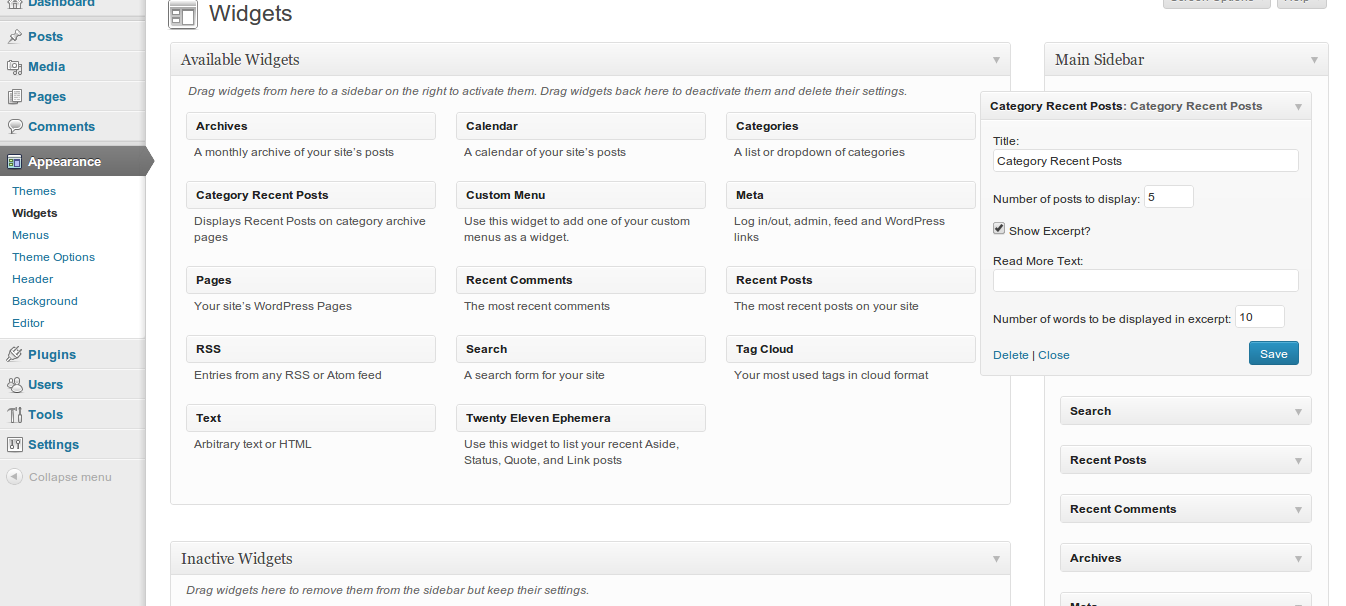 Dashboard
Posts
Media
Pages
Comments
Appearance
Themes
Widgets
Menus
Theme Options
Header
Background
Editor
Plugins
Users
Tools
Settings
Collapse menu
Widgets
Screen Options
Help
Available Widgets
Drag widgets from here to a sidebar on the right to activate them. Drag widgets back here to deactivate them and delete their settings.
Archives
A monthly archive of your site’s posts
Calendar
A calendar of your site’s posts
Categories
A list or dropdown of categories
Category Recent Posts
Displays Recent Posts on category archive
pages
Custom Menu
Use this widget to add one of your custom
menus as a widget.
Meta
Log in/out, admin, feed and WordPress
links
Pages
Your site’s WordPress Pages
Recent Comments
The most recent comments
Recent Posts
The most recent posts on your site
RSS
Entries from any RSS or Atom feed
Search
A search form for your site
Tag Cloud
Your most used tags in cloud format
Text
Arbitrary text or HTML
Twenty Eleven Ephemera
Use this widget to list your recent Aside,
Status, Quote, and Link posts
Inactive Widgets
Drag widgets here to remove them from the sidebar but keep their settings.
Main Sidebar
Category Recent Posts: Category Recent Posts
Title:
Category Recent Posts
Number of posts to display: 5
Show Excerpt?
Read More Text:
Number of words to be displayed in excerpt: 10
Delete | Close
Save
Search
Recent Posts
Recent Comments
Archives
Meta